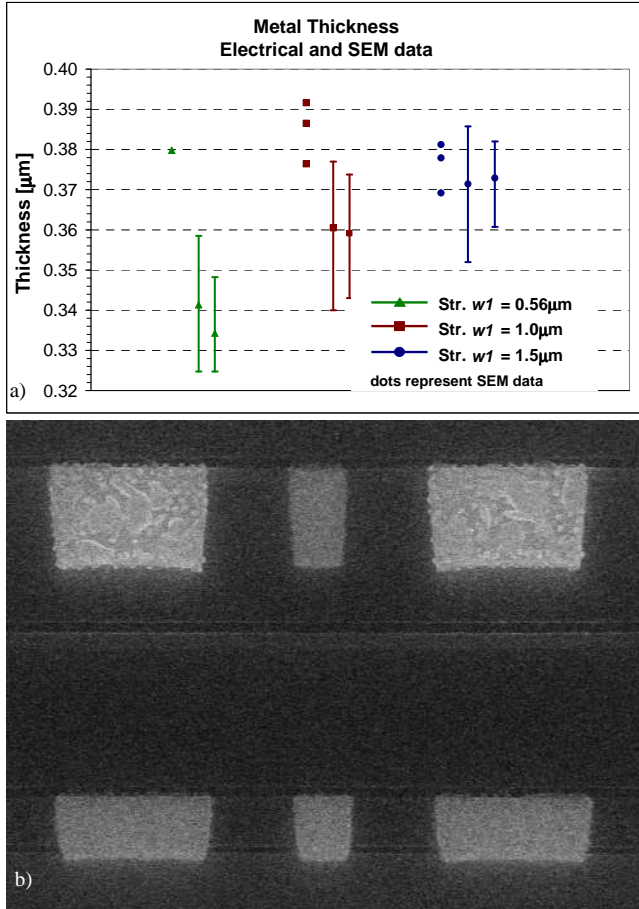 Metal Thickness
Electrical and SEM data
Thickness [µm]
0.40
0.39
0.38
0.37
0.36
0.35
0.34
0.33
0.32
Str. w1 = 0.56µm
Str. w1 = 1.0µm
Str. w1 = 1.5µm
dots represent SEM data
a)
b)